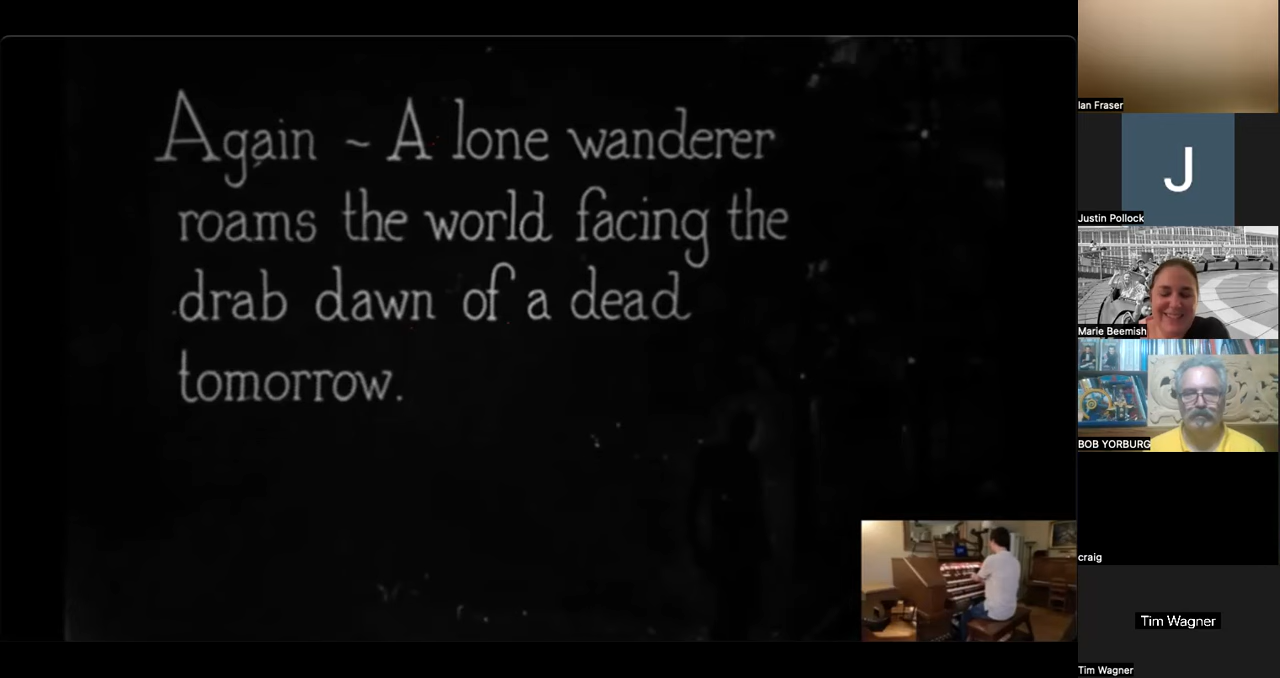 Again ~ A lone wanderer
roams the world facing the
drab dawn of a dead
tomorrow.
Ian Fraser
J
Justin Pollock
Marie Beemish
BOB YORBURG
craig
Tim Wagner
Tim Wagner